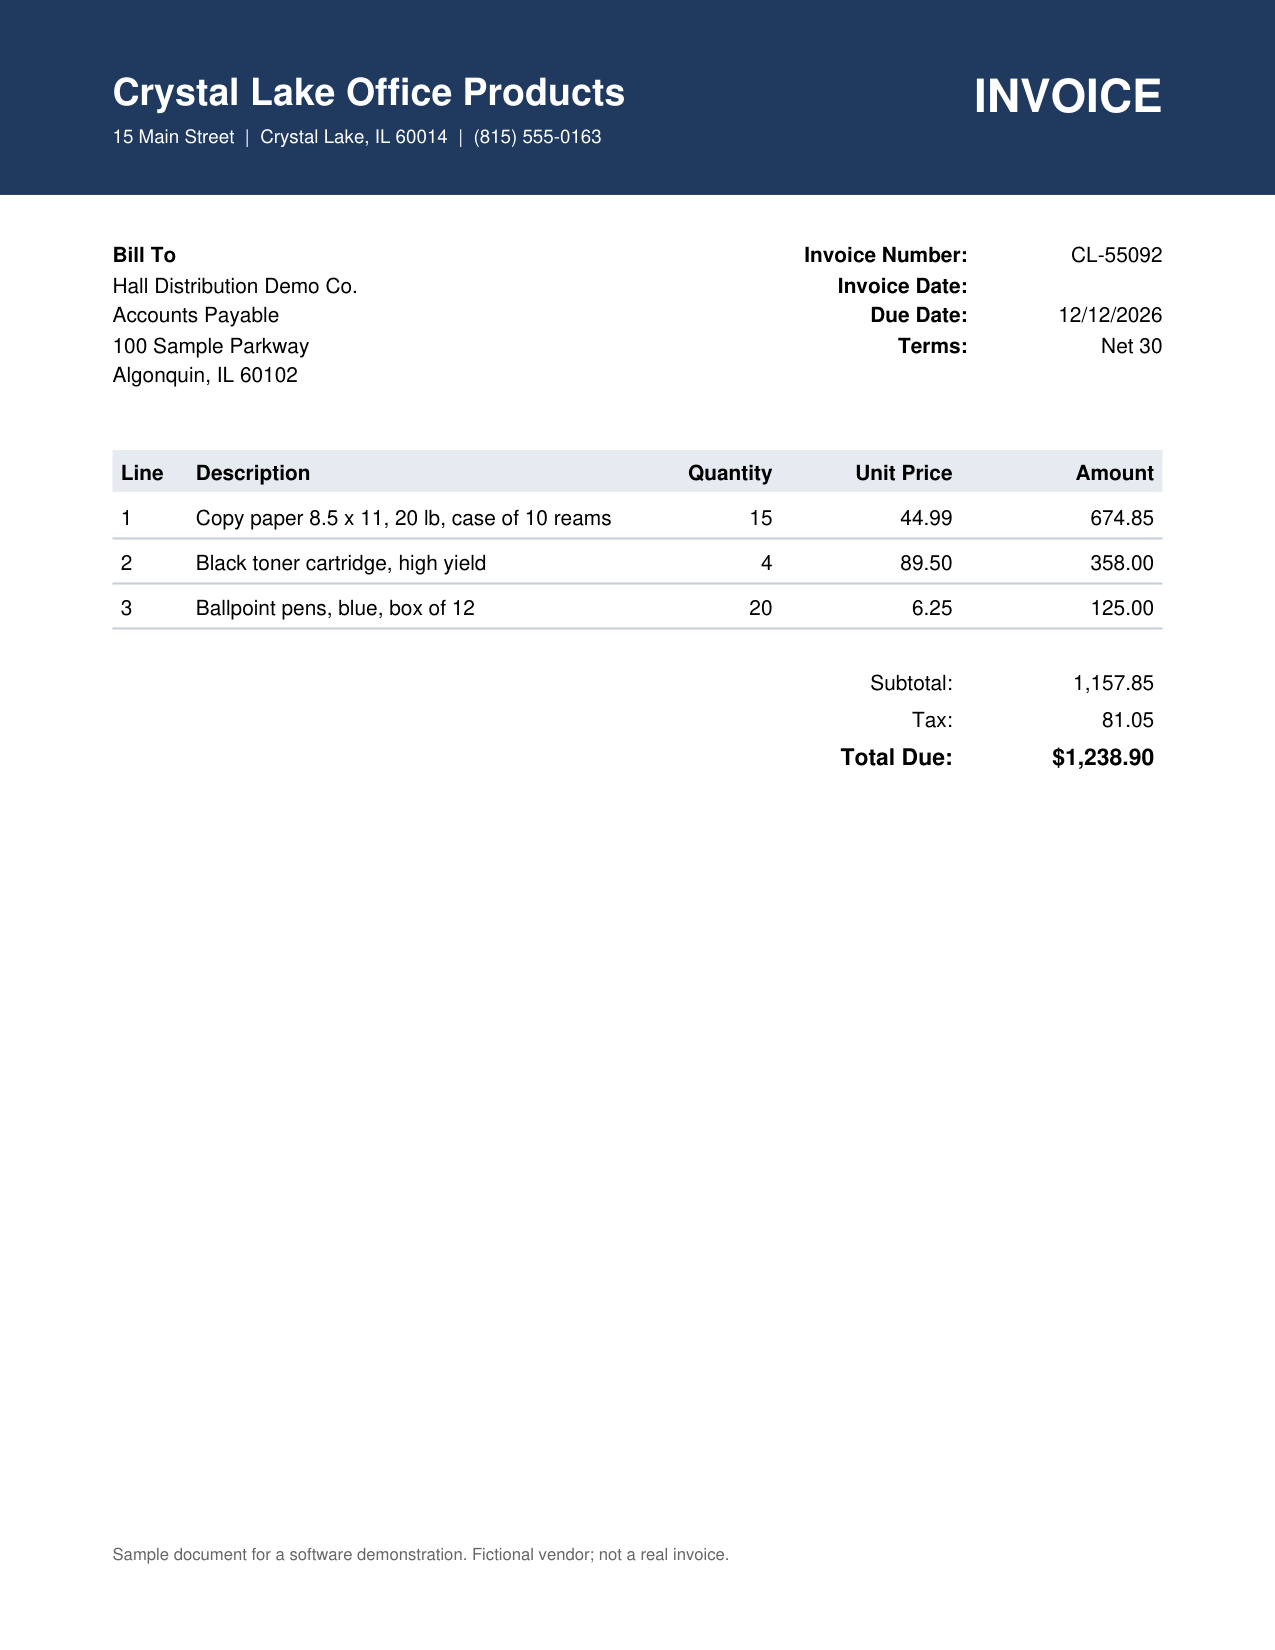 Crystal Lake Office Products
INVOICE
15 Main Street | Crystal Lake, IL 60014 | (815) 555-0163
Bill To
Hall Distribution Demo Co.
Accounts Payable
100 Sample Parkway
Algonquin, IL 60102
Invoice Number: CL-55092
Invoice Date:
Due Date: 12/12/2026
Terms: Net 30
Line Description Quantity Unit Price Amount
1 Copy paper 8.5 x 11, 20 lb, case of 10 reams 15 44.99 674.85
2 Black toner cartridge, high yield 4 89.50 358.00
3 Ballpoint pens, blue, box of 12 20 6.25 125.00
Subtotal: 1,157.85
Tax: 81.05
Total Due: $1,238.90
Sample document for a software demonstration. Fictional vendor; not a real invoice.